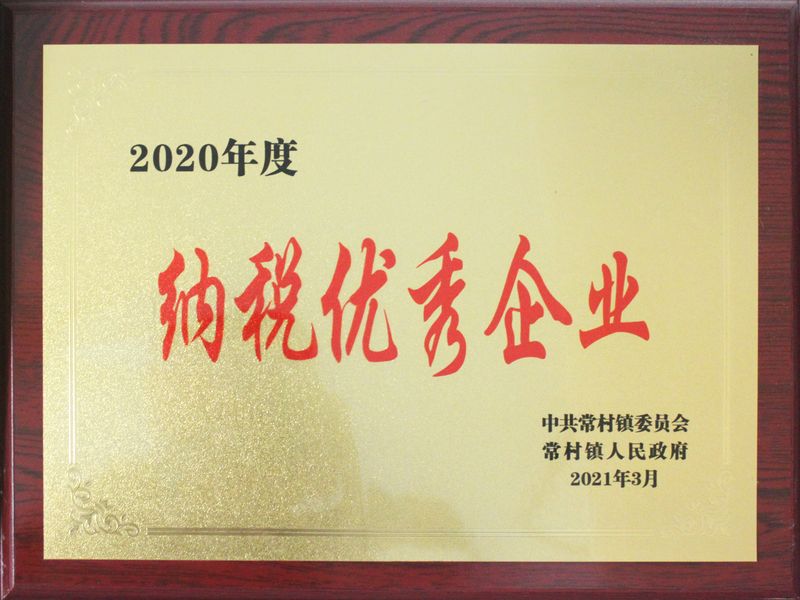 2020年度
纳税优秀企业
中共常村镇委员会
常村镇人民政府
2021年3月